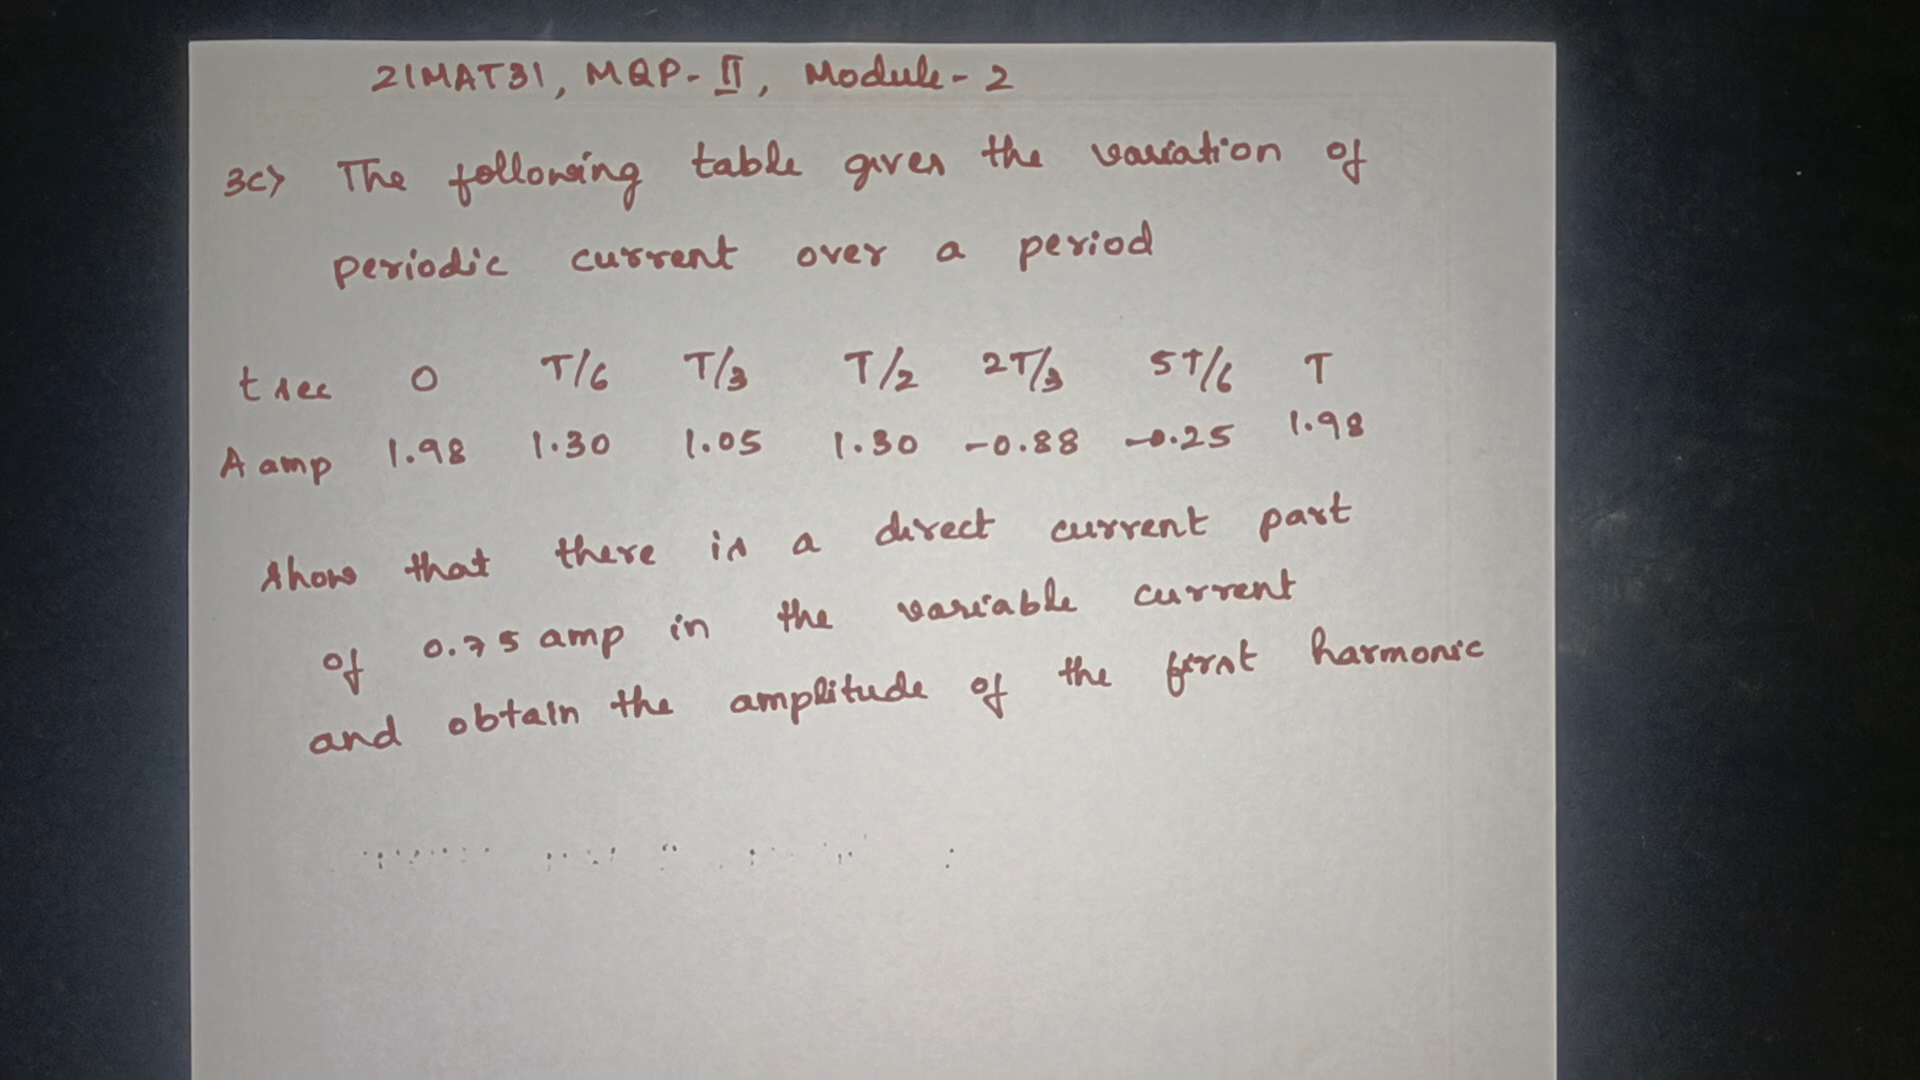 21MAT31, MQP-II, Module-2
3c) The following table gives the variation of
periodic current over a period
t sec 0 T/6 T/3 T/2 2T/3 5T/6 T
A amp 1.98 1.30 1.05 1.30 -0.88 -0.25 1.98
show that there is a direct current part
of 0.75 amp in the variable current
and obtain the amplitude of the first harmonic